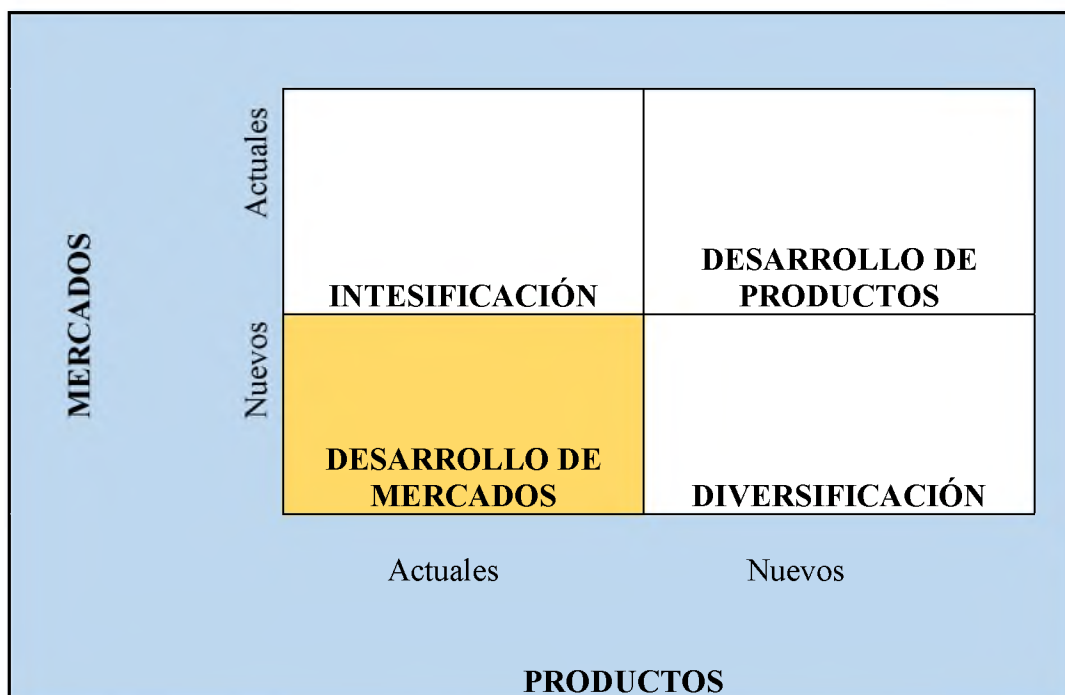 MERCADOS
Actuales
Nuevos
INTESIFICACIÓN
DESARROLLO DE
PRODUCTOS
DESARROLLO DE
MERCADOS
DIVERSIFICACIÓN
Actuales
Nuevos
PRODUCTOS